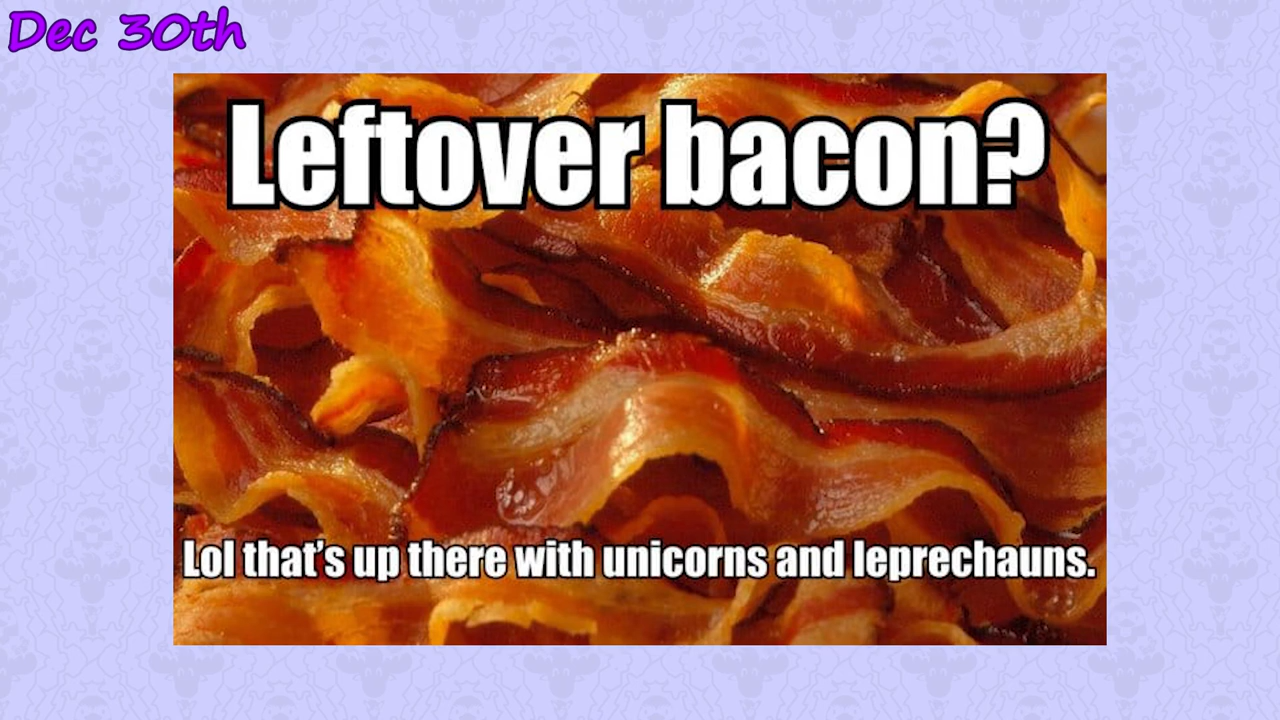 Dec 30th
Leftover bacon?
Lol that’s up there with unicorns and leprechauns.